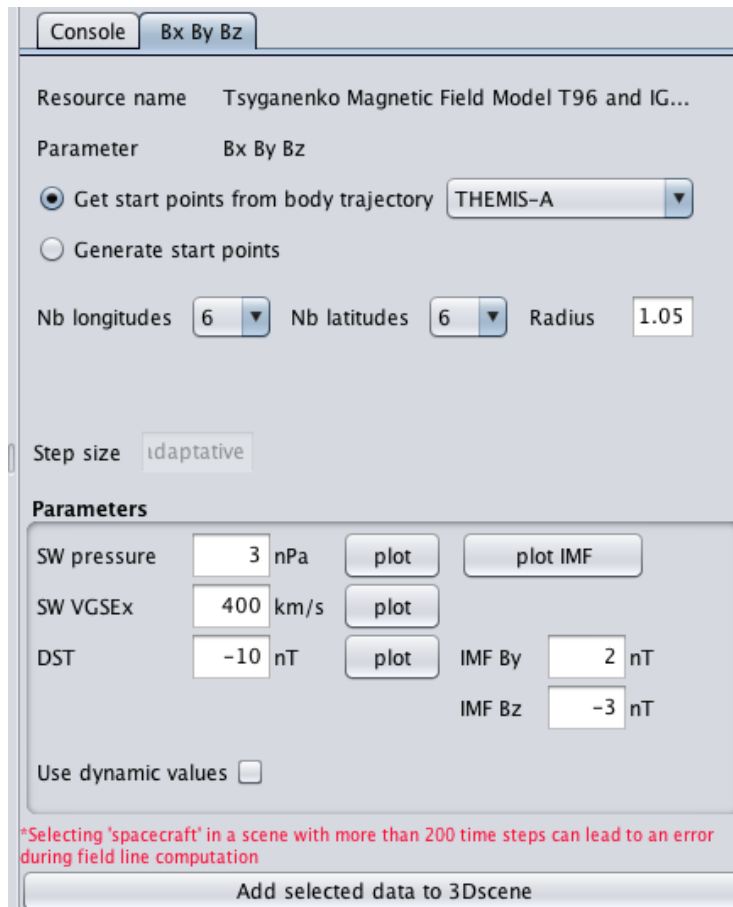 Console Bx By Bz
Resource name Tsyganenko Magnetic Field Model T96 and IG...
Parameter Bx By Bz
Get start points from body trajectory THEMIS-A
Generate start points
Nb longitudes 6 Nb latitudes 6 Radius 1.05
Step size daptative
Parameters
SW pressure 3 nPa plot plot IMF
SW VGSEx 400 km/s plot
DST -10 nT plot IMF By 2 nT
IMF Bz -3 nT
Use dynamic values
*Selecting 'spacecraft' in a scene with more than 200 time steps can lead to an error
during field line computation
Add selected data to 3Dscene